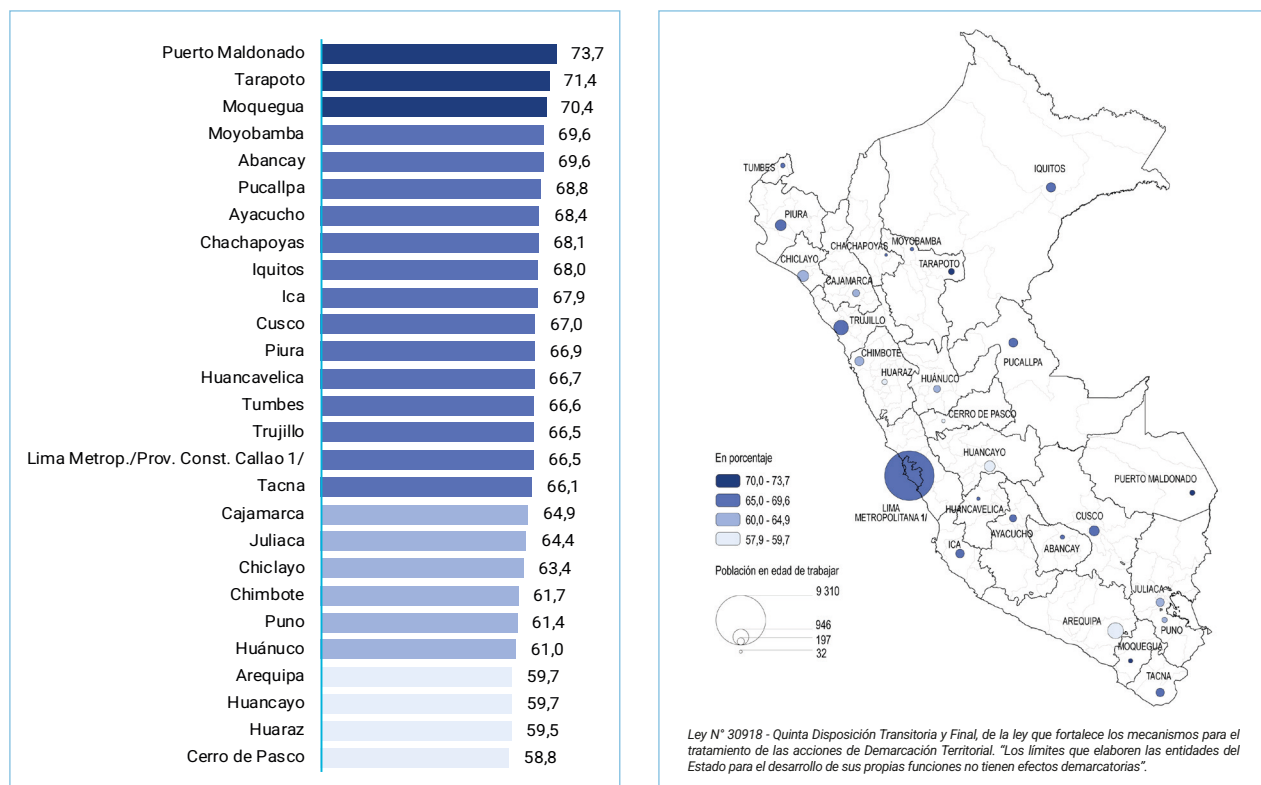 Puerto Maldonado 73,7
Tarapoto 71,4
Moquegua 70,4
Moyobamba 69,6
Abancay 69,6
Pucallpa 68,8
Ayacucho 68,4
Chachapoyas 68,1
Iquitos 68,0
Ica 67,9
Cusco 67,0
Piura 66,9
Huancavelica 66,7
Tumbes 66,6
Trujillo 66,5
Lima Metrop./Prov. Const. Callao 1/ 66,5
Tacna 66,1
Cajamarca 64,9
Juliaca 64,4
Chiclayo 63,4
Chimbote 61,7
Puno 61,4
Huánuco 61,0
Arequipa 59,7
Huancayo 59,7
Huaraz 59,5
Cerro de Pasco 58,8
TUMBES
IQUITOS
PIURA
CHACHAPOYAS
MOYOBAMBA
CHICLAYO
TARAPOTO
CAJAMARCA
TRUJILLO
CHIMBOTE
PUCALLPA
HUARAZ
HUÁNUCO
CERRO DE PASCO
HUANCAYO
PUERTO MALDONADO
LIMA
METROPOLITANA 1/
HUANCAVELICA
AYACUCHO
CUSCO
ICA
ABANCAY
JULIACA
AREQUIPA
PUNO
MOQUEGUA
TACNA
En porcentaje
70,0 - 73,7
65,0 - 69,6
60,0 - 64,9
57,9 - 59,7
Población en edad de trabajar
9 310
946
197
32
Ley N° 30918 - Quinta Disposición Transitoria y Final, de la ley que fortalece los mecanismos para el
tratamiento de las acciones de Demarcación Territorial. “Los límites que elaboren las entidades del
Estado para el desarrollo de sus propias funciones no tienen efectos demarcatorias”.